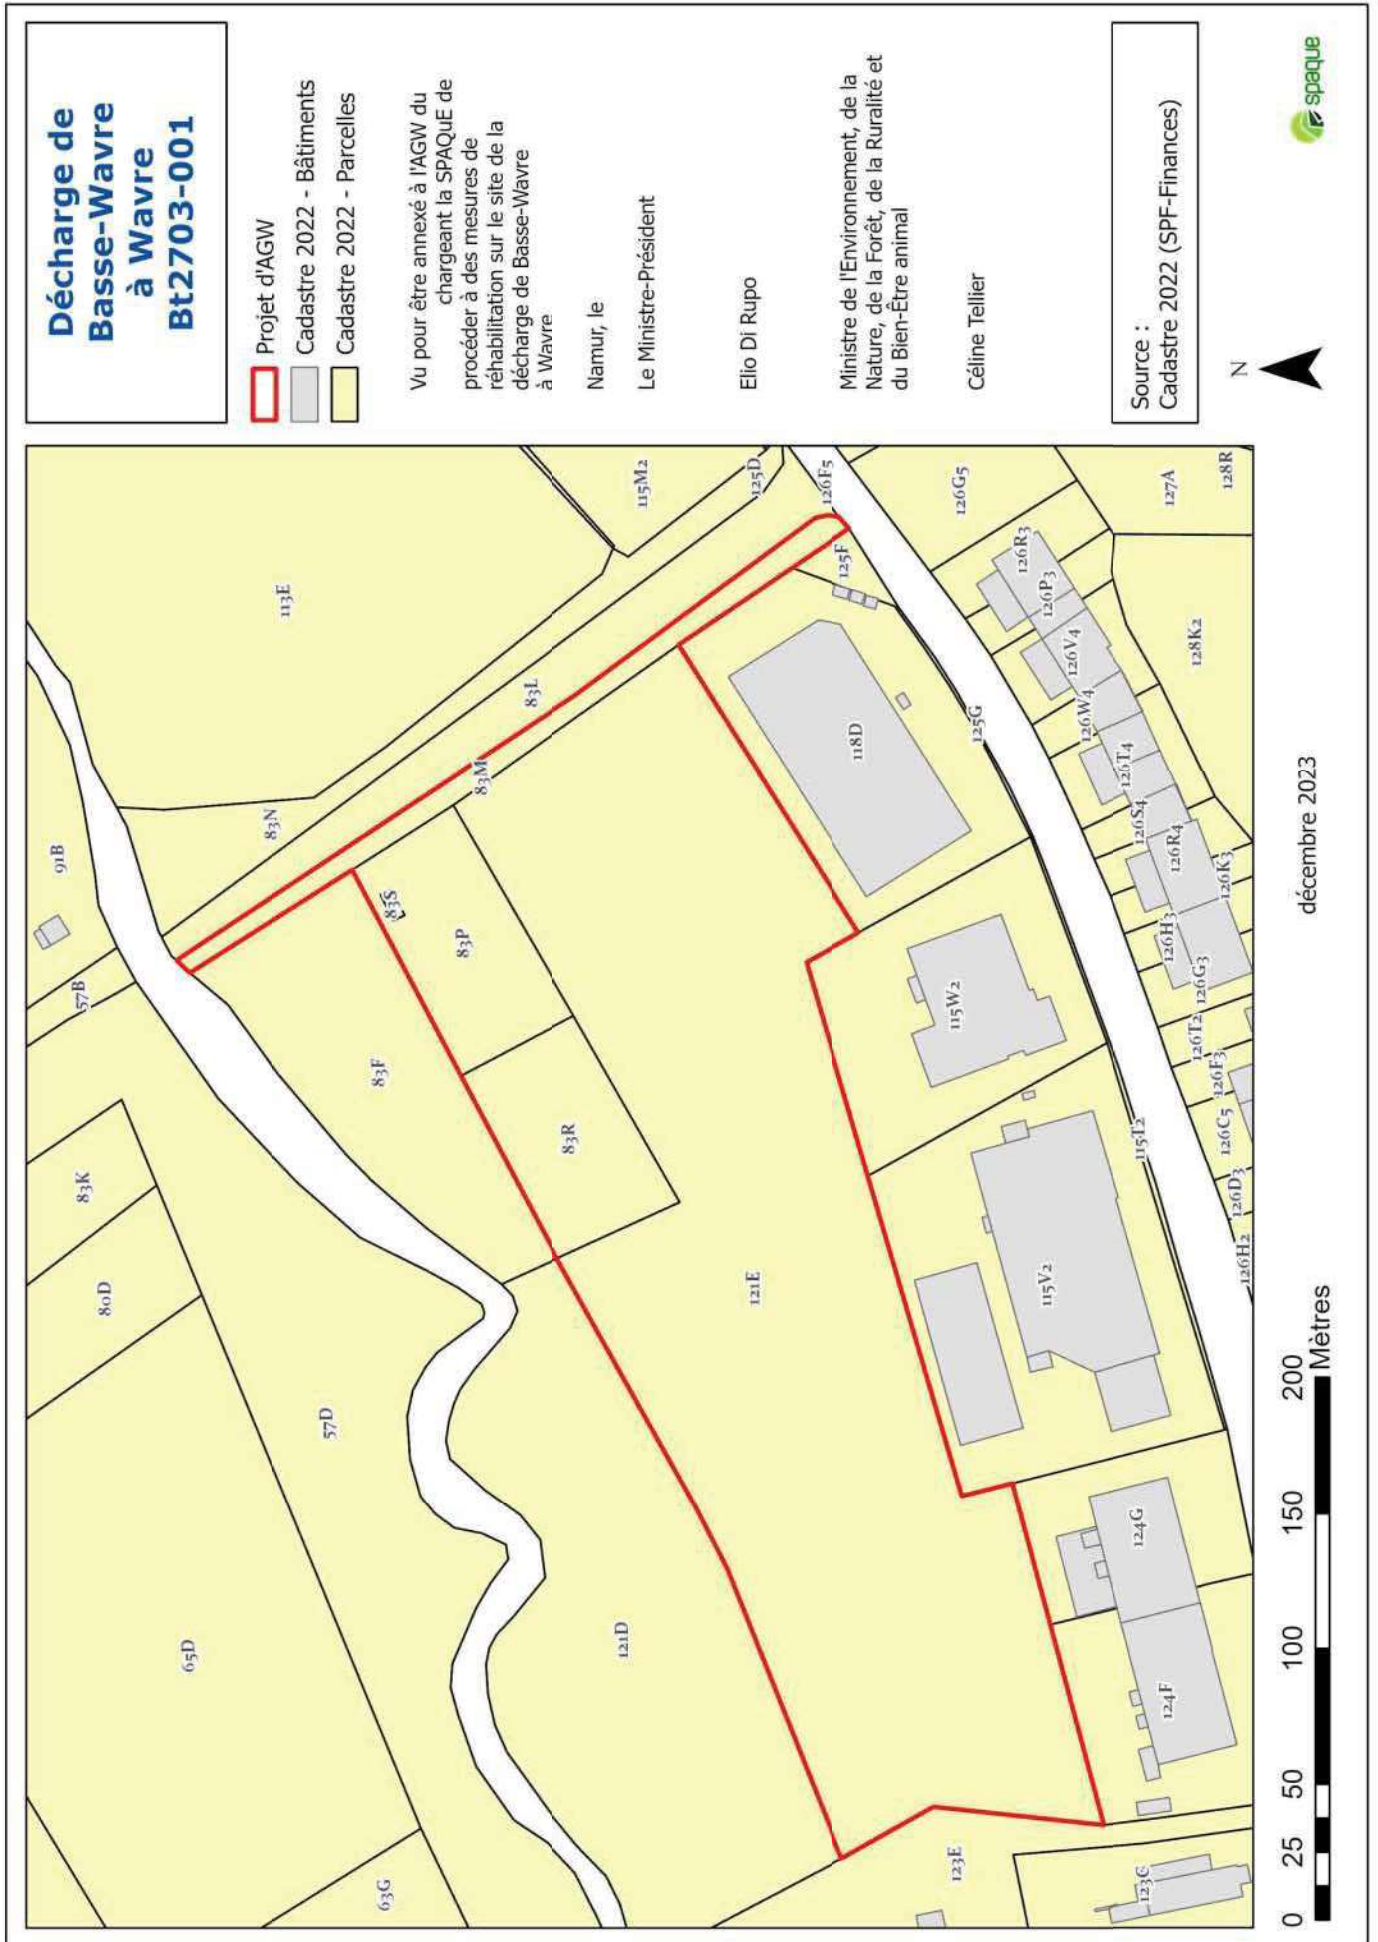 Décharge de
Basse-Wavre
à Wavre
Bt2703-001
Projet d'AGW
Cadastre 2022 - Bâtiments
Cadastre 2022 - Parcelles
Vu pour être annexé à l'AGW du
chargeant la SPAQuE de
procéder à des mesures de
réhabilitation sur le site de la
décharge de Basse-Wavre
à Wavre
Namur, le
Le Ministre-Président
Elio Di Rupo
Ministre de l'Environnement, de la
Nature, de la Forêt, de la Ruralité et
du Bien-Être animal
Céline Tellier
Source :
Cadastre 2022 (SPF-Finances)
N
spaque
91B
57B
83K
80D
65D
63G
57D
83N
113E
83L
83M
115M2
125D
126F5
125F
83F
83S
83P
83R
121E
121D
118D
125G
126G5
127A
128R
126R3
126P3
126V4
126W4
128K2
126T4
126S4
126R4
126K3
126H3
126G3
126T2
126F3
126C5
126D3
126H2
115W2
115T2
115V2
124G
124F
123E
123C
0 25 50 100 150 200
Mètres
décembre 2023